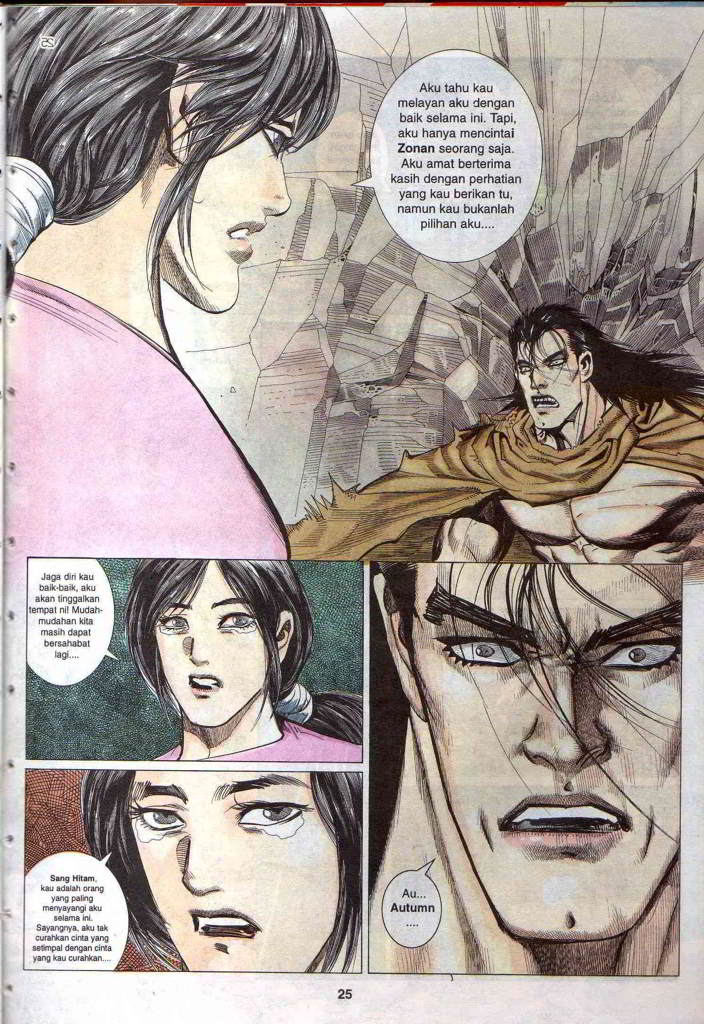 Aku tahu kau
melayan aku dengan
baik selama ini. Tapi,
aku hanya mencintai
Zonan seorang saja.
Aku amat berterima
kasih dengan perhatian
yang kau berikan tu,
namun kau bukanlah
pilihan aku....
Jaga diri kau
baik-baik, aku
akan tinggalkan
tempat ni! Mudah-
mudahan kita
masih dapat
bersahabat
lagi....
Sang Hitam,
kau adalah orang
yang paling
menyayangi aku
selama ini.
Sayangnya, aku tak
curahkan cinta yang
setimpal dengan cinta
yang kau curahkan....
Au...
Autumn
....
25